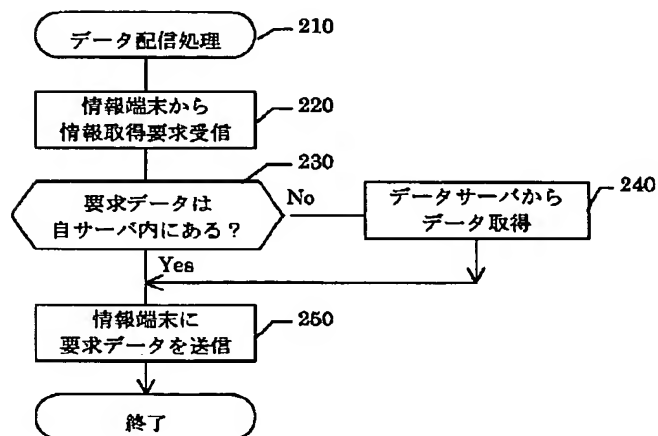 データ配信処理
210
情報端末から
情報取得要求受信
220
230
要求データは
自サーバ内にある？
No
データサーバから
データ取得
240
Yes
情報端末に
要求データを送信
250
終了